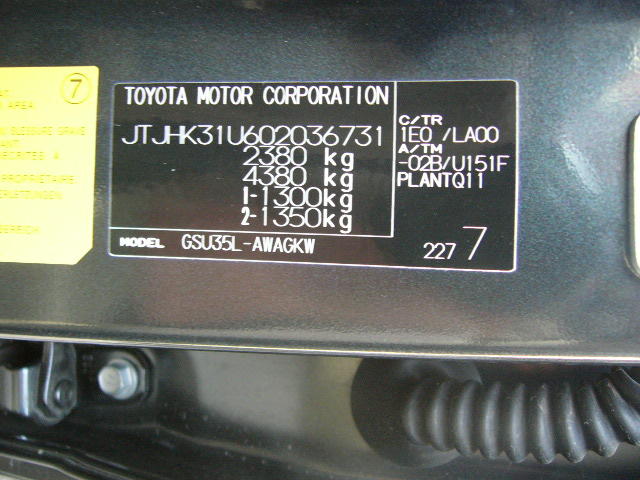 7
AREA
TOYOTA MOTOR CORPORATION
JTJHK31U602036731
2380 kg
4380 kg
1-1300kg
2-1350kg
MODEL GSU35L-AWAGKW
C/TR
1E0 /LA00
A/TM
-02B/U151F
PLANTQ11
227 7